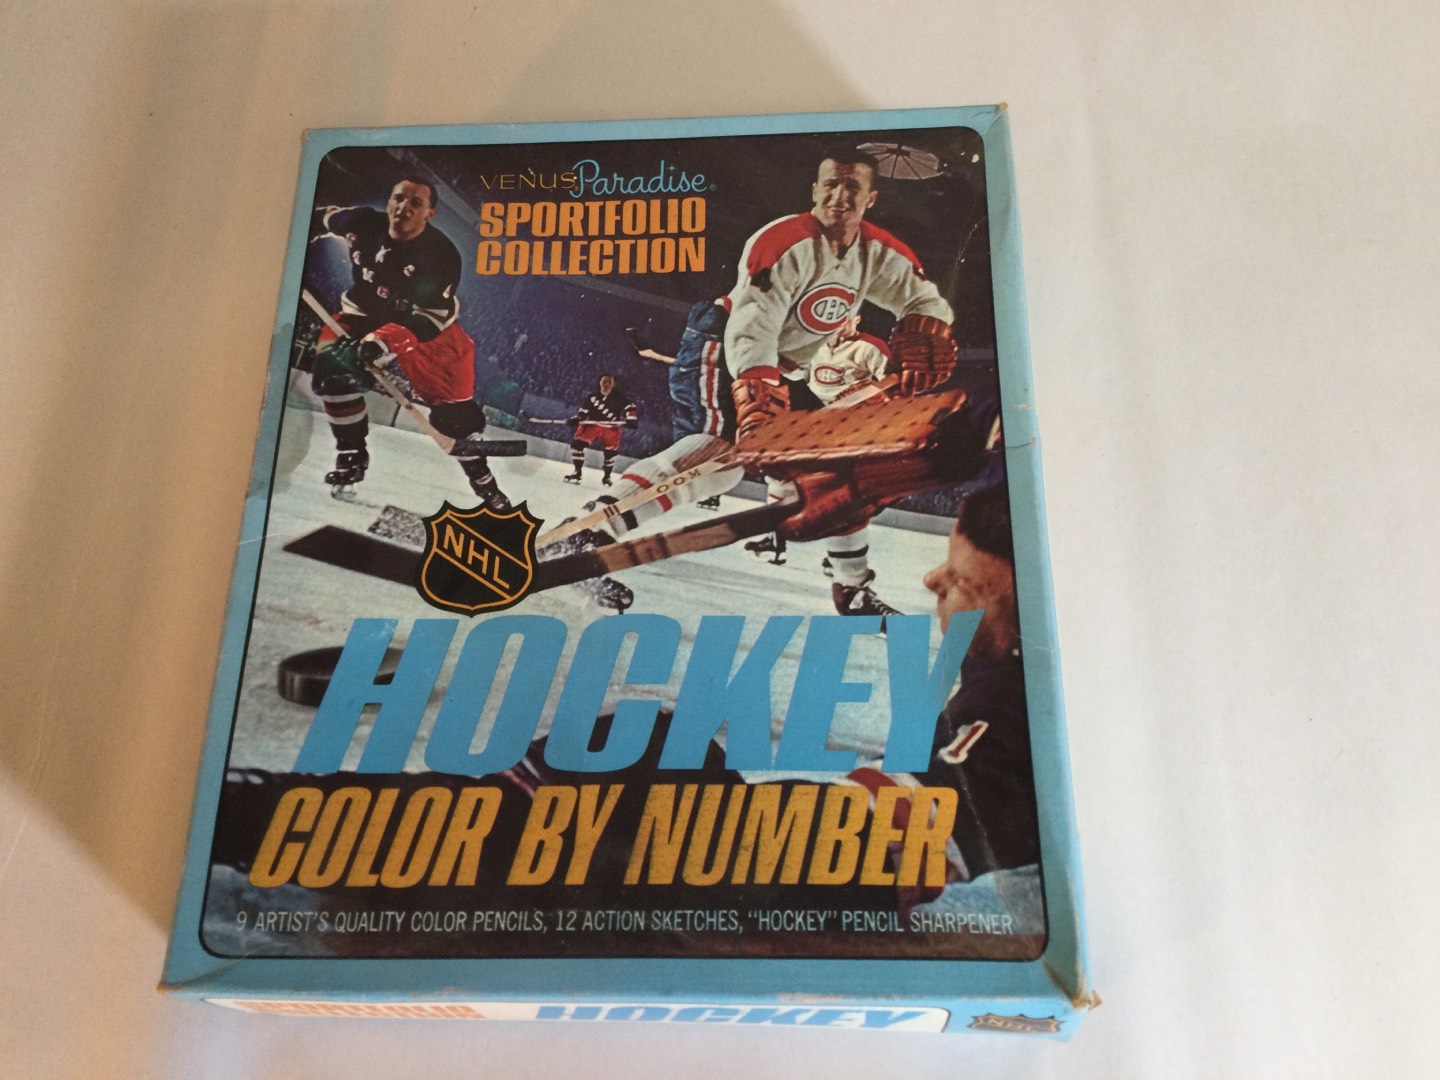 VENUS Paradise®
SPORTFOLIO
COLLECTION
NHL
HOCKEY
COLOR BY NUMBER
9 ARTIST'S QUALITY COLOR PENCILS, 12 ACTION SKETCHES, "HOCKEY" PENCIL SHARPENER
HOCKEY
NHL